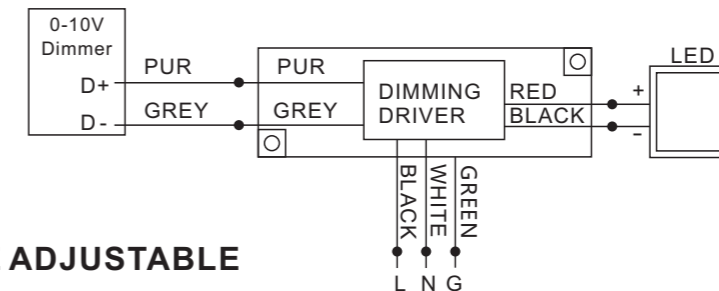 0-10V
Dimmer
D+
D-
PUR
GREY
PUR
GREY
DIMMING
DRIVER
RED
BLACK
LED
+
-
BLACK
WHITE
GREEN
L N G
ADJUSTABLE